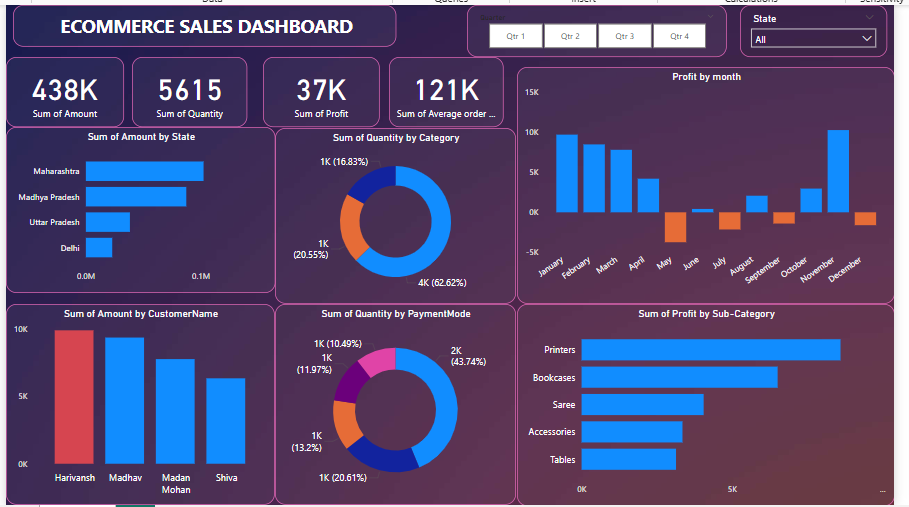 Data
Queries
Insert
Calculations
Sensitivity
ECOMMERCE SALES DASHBOARD
Qtr 1
Qtr 2
Qtr 3
Qtr 4
State
All
438K
Sum of Amount
5615
Sum of Quantity
37K
Sum of Profit
121K
Sum of Average order ...
Sum of Amount by State
Maharashtra
Madhya Pradesh
Uttar Pradesh
Delhi
0.0M
0.1M
Sum of Quantity by Category
1K (16.83%)
1K
(20.55%)
4K (62.62%)
Profit by month
15K
10K
5K
0K
-5K
January
February
March
April
May
June
July
August
September
October
November
December
Sum of Amount by CustomerName
10K
5K
0K
Harivansh
Madhav
Madan
Mohan
Shiva
Sum of Quantity by PaymentMode
1K (10.49%)
1K
(11.97%)
1K
(13.2%)
1K (20.61%)
2K
(43.74%)
Sum of Profit by Sub-Category
Printers
Bookcases
Saree
Accessories
Tables
0K
5K
...